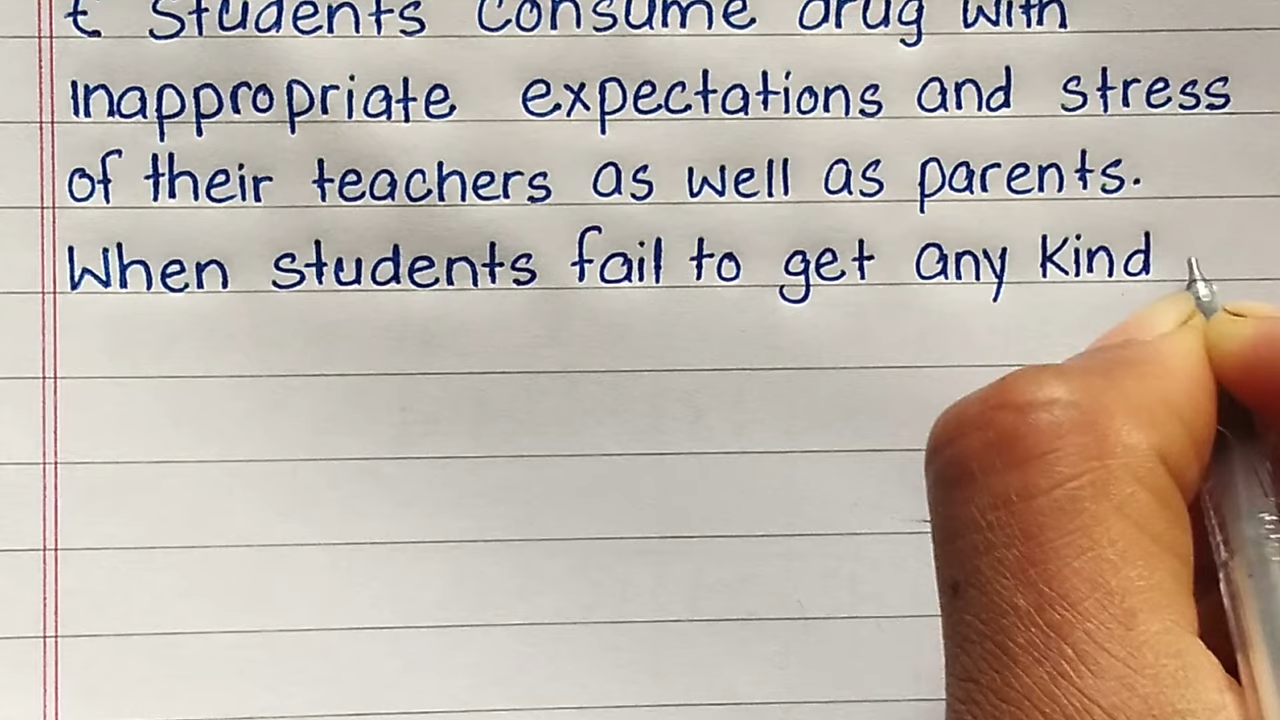 t Students consume drug with
inappropriate expectations and stress
of their teachers as well as parents.
When students fail to get any kind